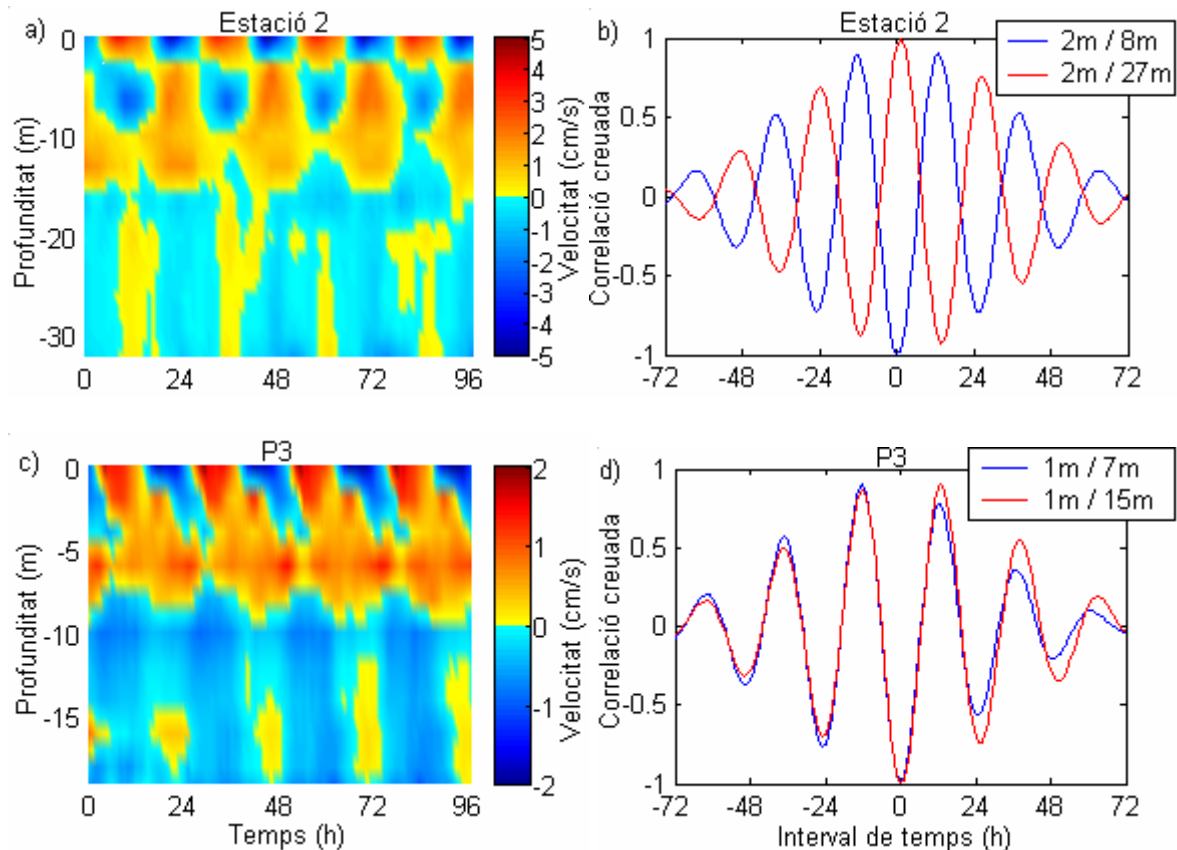 a)
Estació 2
0
-10
-20
-30
Profunditat (m)
0 24 48 72 96
5
4
3
2
1
0
-1
-2
-3
-4
-5
Velocitat (cm/s)
b)
Estació 2
2m / 8m
2m / 27m
1
0.5
0
-0.5
-1
Correlació creuada
-72 -48 -24 0 24 48 72
c)
P3
0
-5
-10
-15
Profunditat (m)
0 24 48 72 96
Temps (h)
2
1
0
-1
-2
Velocitat (cm/s)
d)
P3
1m / 7m
1m / 15m
1
0.5
0
-0.5
-1
Correlació creuada
-72 -48 -24 0 24 48 72
Interval de temps (h)